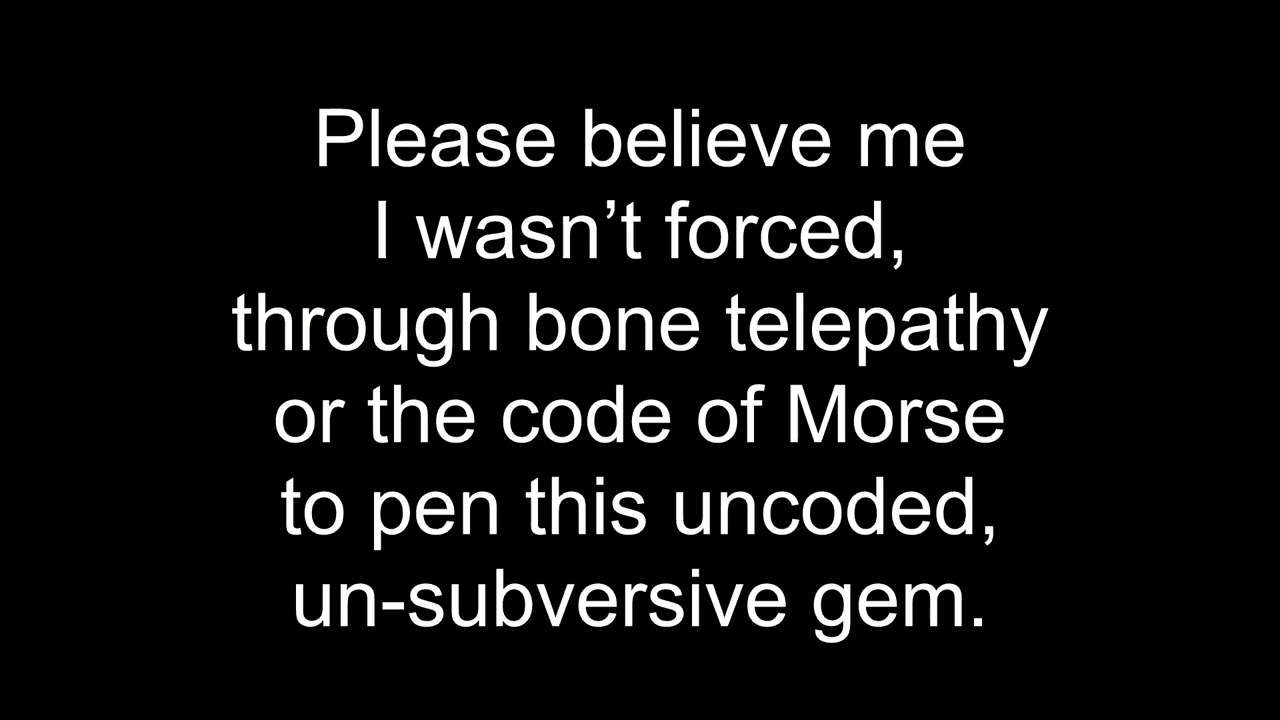 Please believe me
I wasn’t forced,
through bone telepathy
or the code of Morse
to pen this uncoded,
un-subversive gem.